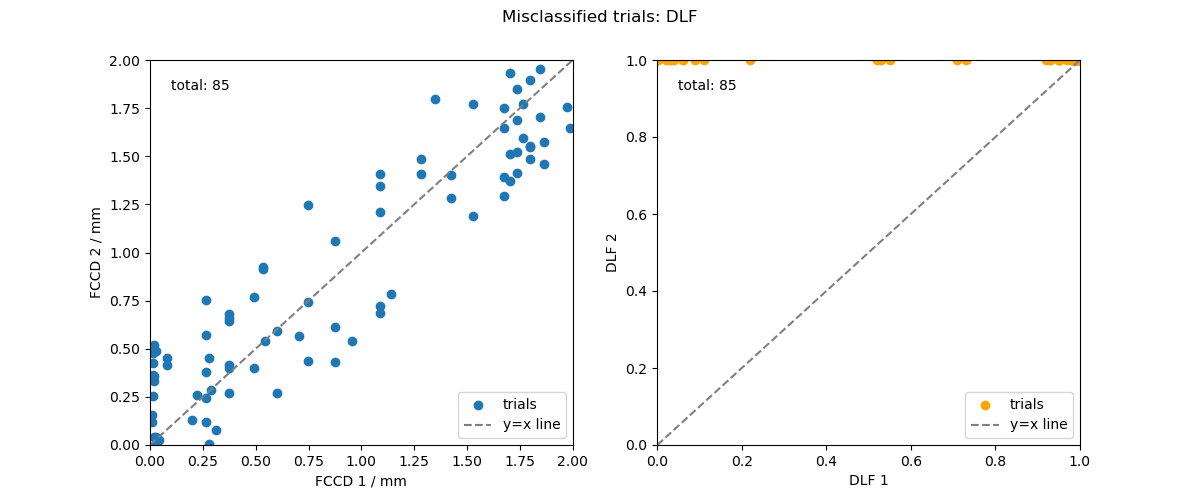 Misclassified trials: DLF
2.00
1.75
1.50
1.25
1.00
0.75
0.50
0.25
0.00
FCCD 2 / mm
total: 85
trials
y=x line
0.00 0.25 0.50 0.75 1.00 1.25 1.50 1.75 2.00
FCCD 1 / mm
1.0
0.8
0.6
0.4
0.2
0.0
DLF 2
total: 85
trials
y=x line
0.0 0.2 0.4 0.6 0.8 1.0
DLF 1